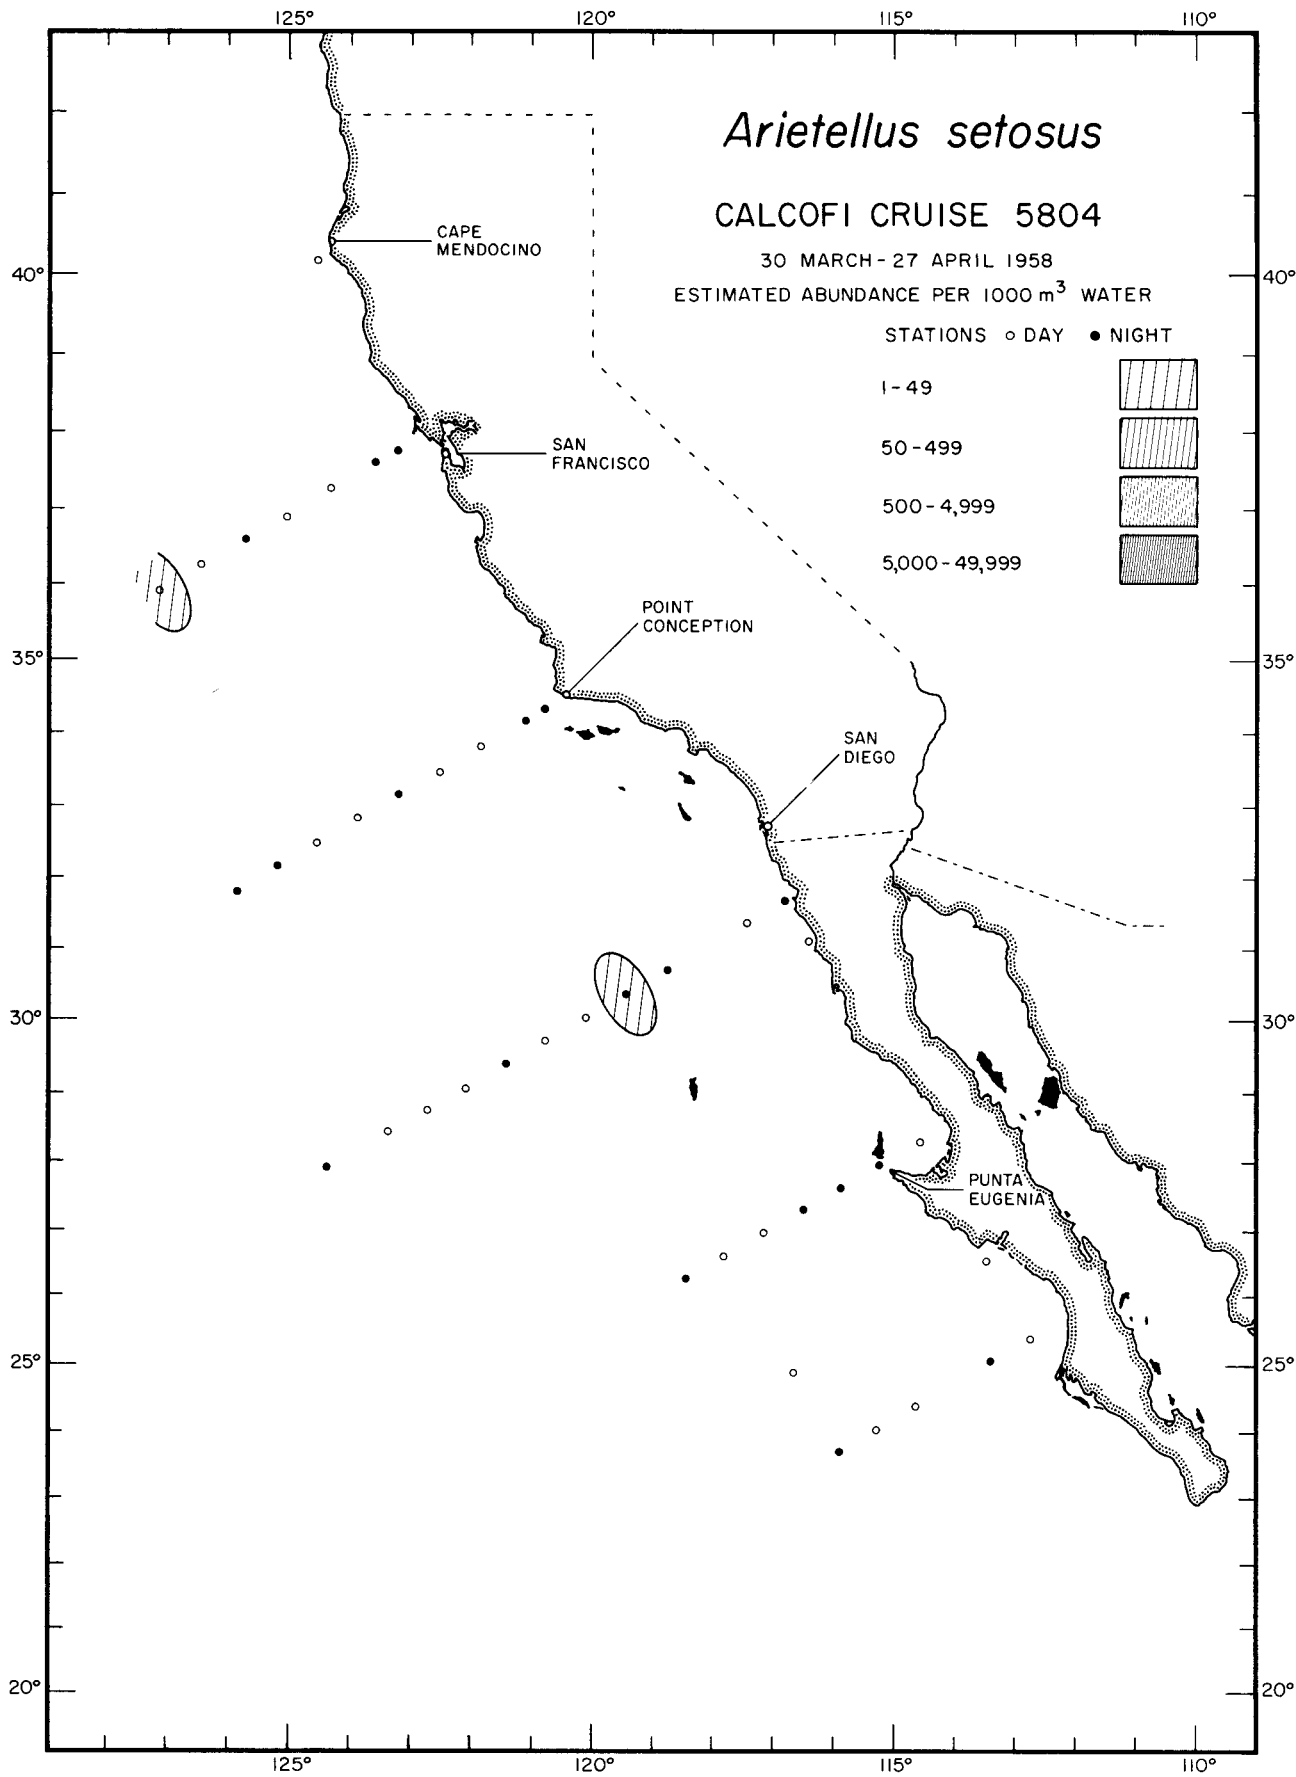 125° 120° 115° 110°
Arietellus setosus
CALCOFI CRUISE 5804
30 MARCH - 27 APRIL 1958
ESTIMATED ABUNDANCE PER 1000 m³ WATER
STATIONS ○ DAY ● NIGHT
1 - 49
50 - 499
500 - 4,999
5,000 - 49,999
CAPE
MENDOCINO
40° 40°
SAN
FRANCISCO
POINT
CONCEPTION
35° 35°
SAN
DIEGO
30° 30°
PUNTA
EUGENIA
25° 25°
20° 20°
125° 120° 115° 110°